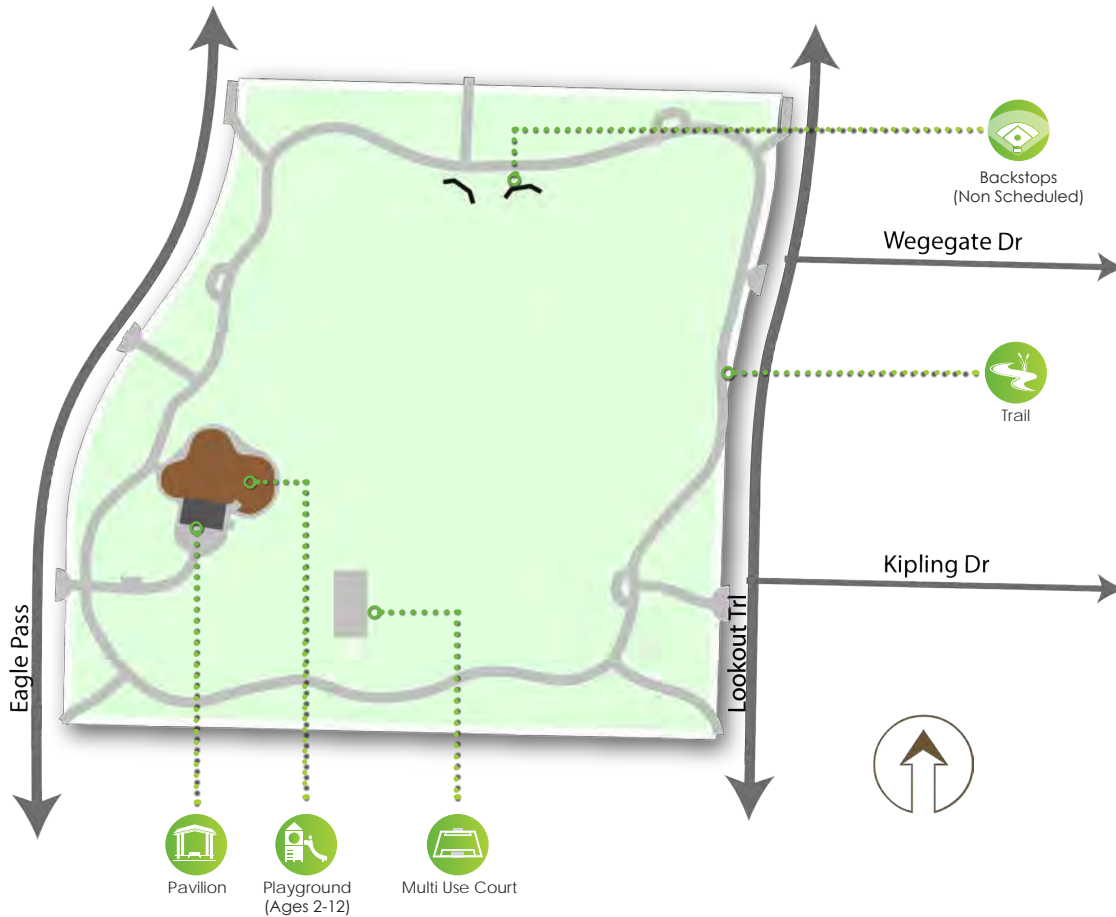 Backstops
(Non Scheduled)
Wegegate Dr
Trail
Kipling Dr
Eagle Pass
Lookout Trl
Pavilion
Playground
(Ages 2-12)
Multi Use Court